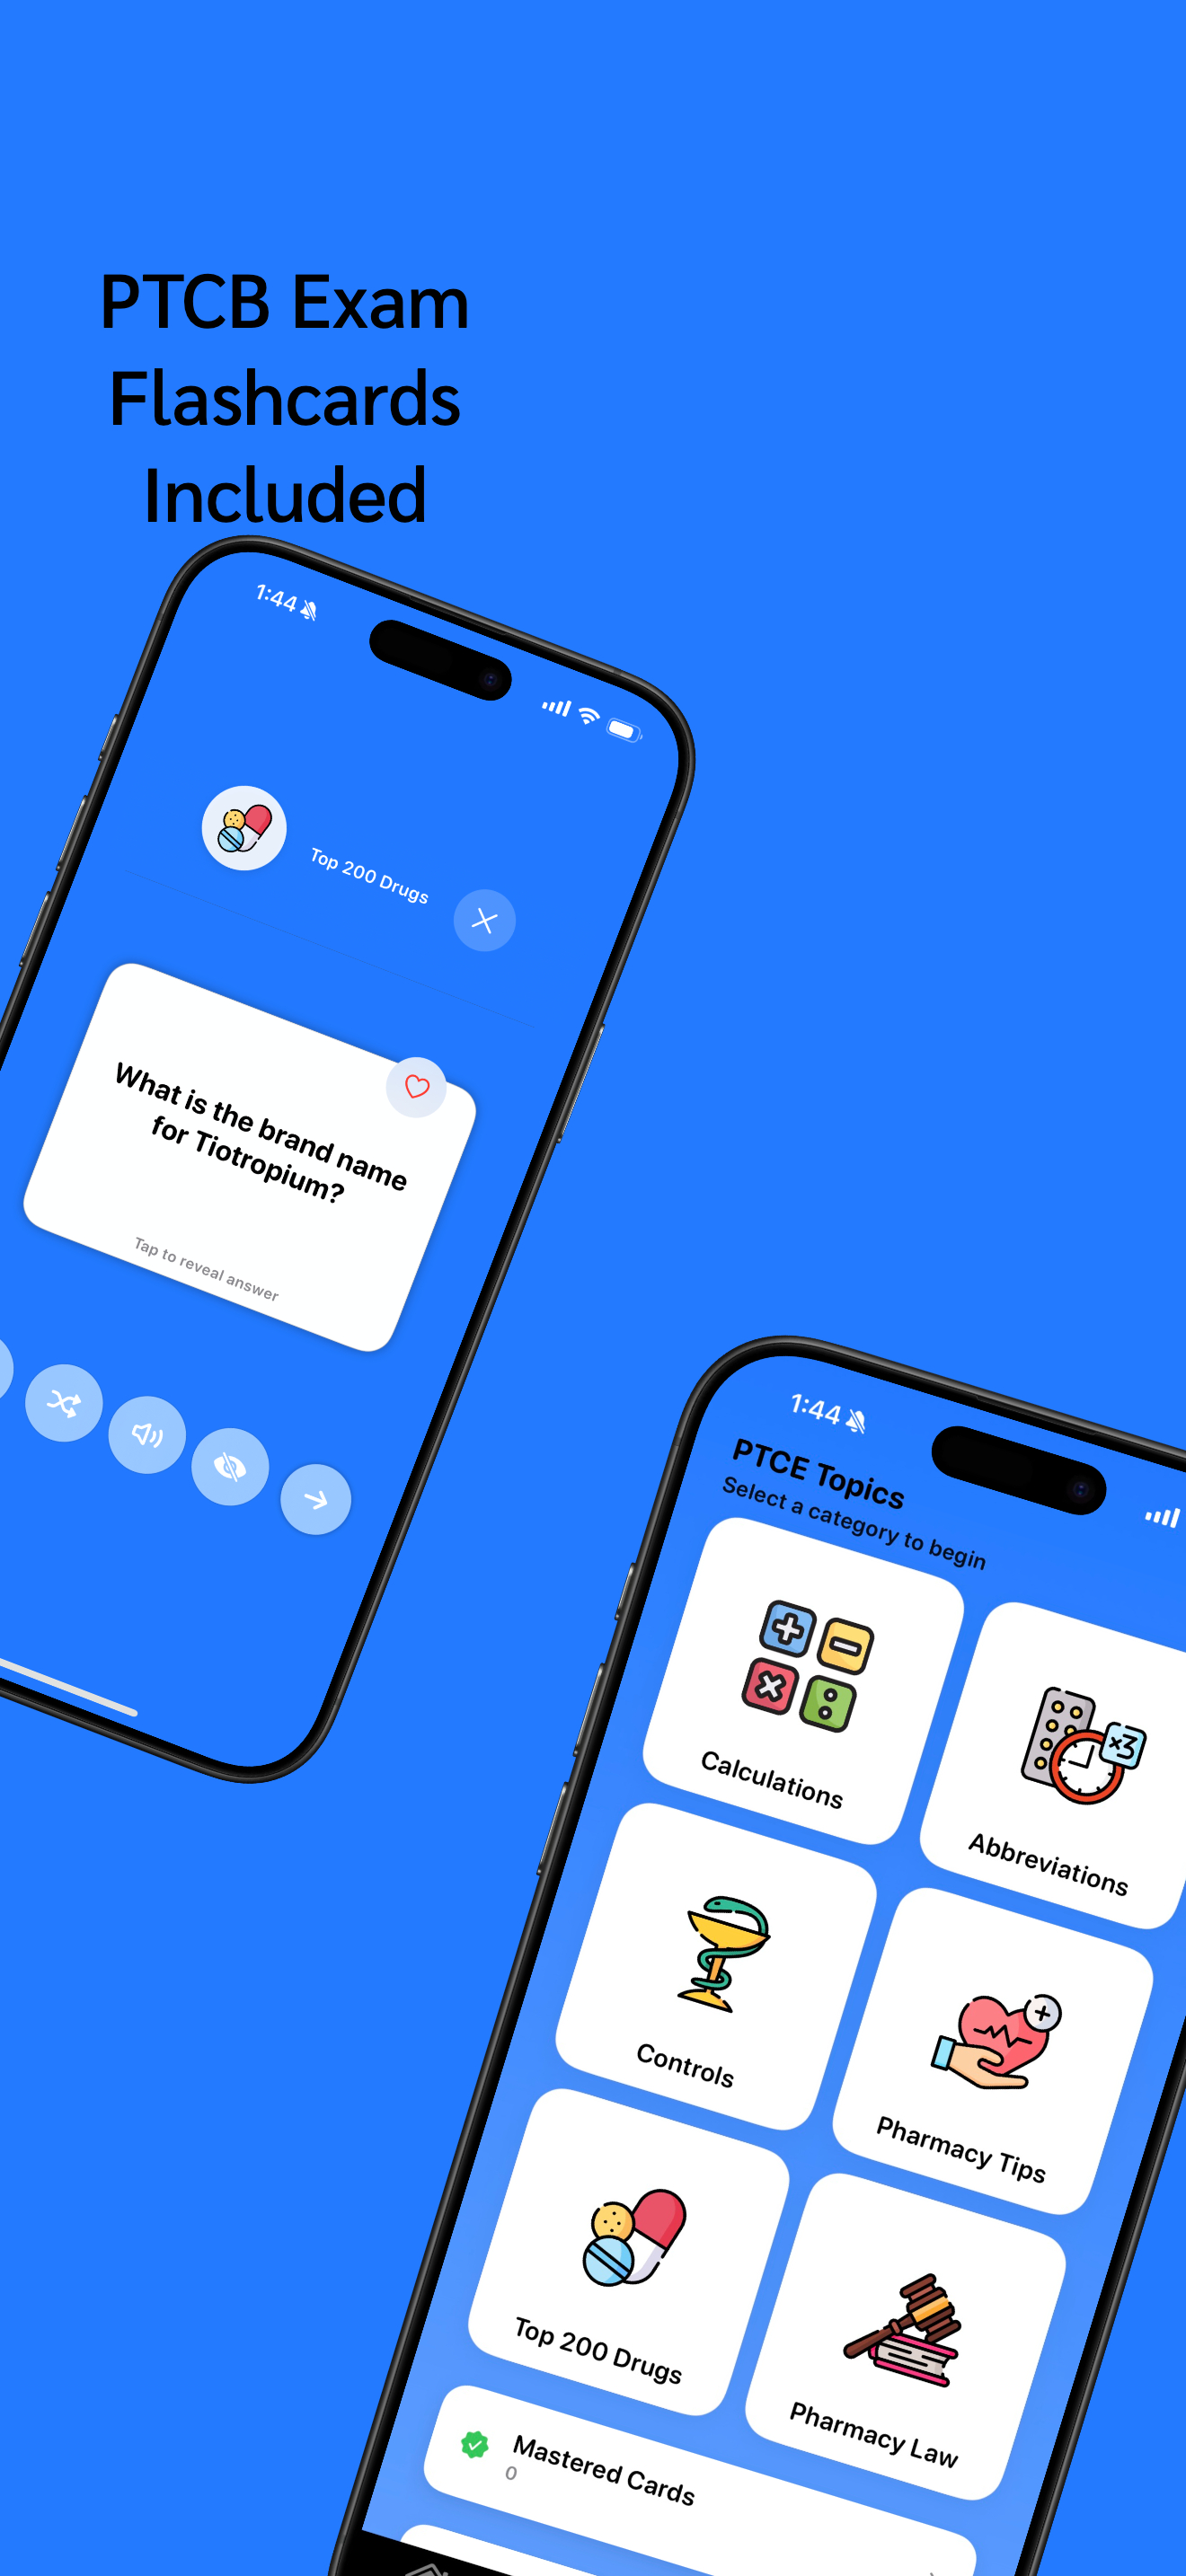 PTCB Exam
Flashcards
Included
1:44
Top 200 Drugs
What is the brand name
for Tiotropium?
Tap to reveal answer
1:44
PTCE Topics
Select a category to begin
Calculations
x3
Abbreviations
Controls
Pharmacy Tips
Top 200 Drugs
Pharmacy Law
Mastered Cards
0